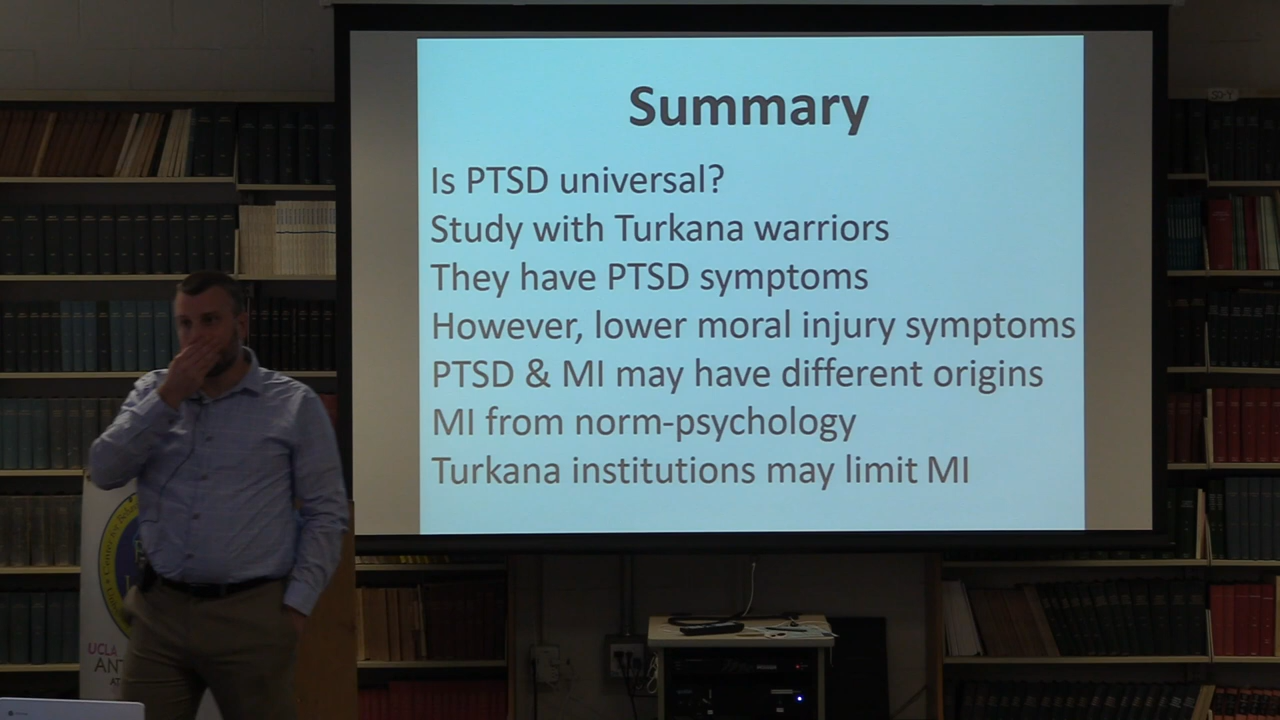 Summary
Is PTSD universal?
Study with Turkana warriors
They have PTSD symptoms
However, lower moral injury symptoms
PTSD & MI may have different origins
MI from norm-psychology
Turkana institutions may limit MI
UCLA